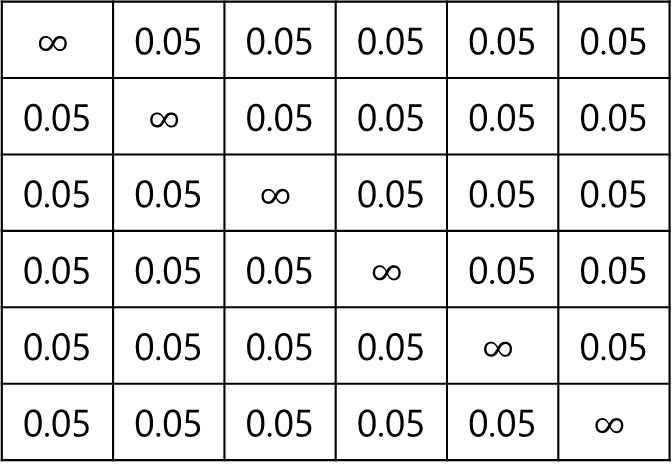 ∞ 0.05 0.05 0.05 0.05 0.05
0.05 ∞ 0.05 0.05 0.05 0.05
0.05 0.05 ∞ 0.05 0.05 0.05
0.05 0.05 0.05 ∞ 0.05 0.05
0.05 0.05 0.05 0.05 ∞ 0.05
0.05 0.05 0.05 0.05 0.05 ∞